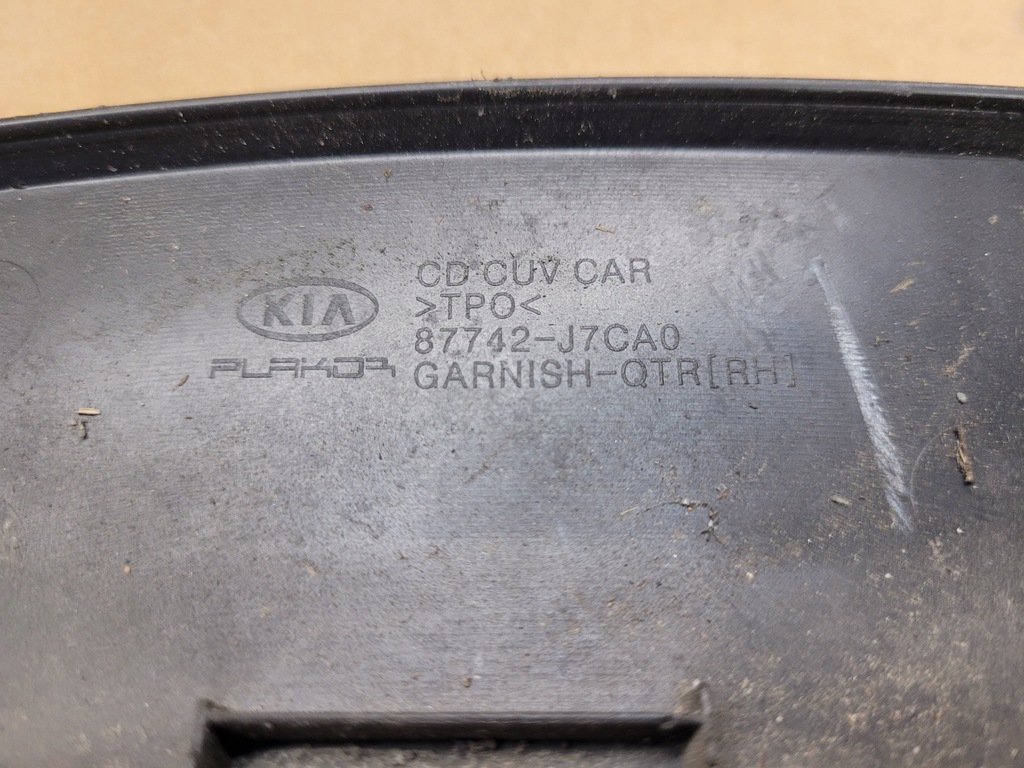 KIA
PLAKOR
CD CUV CAR
>TPO<
87742-J7CA0
GARNISH-QTR[RH]